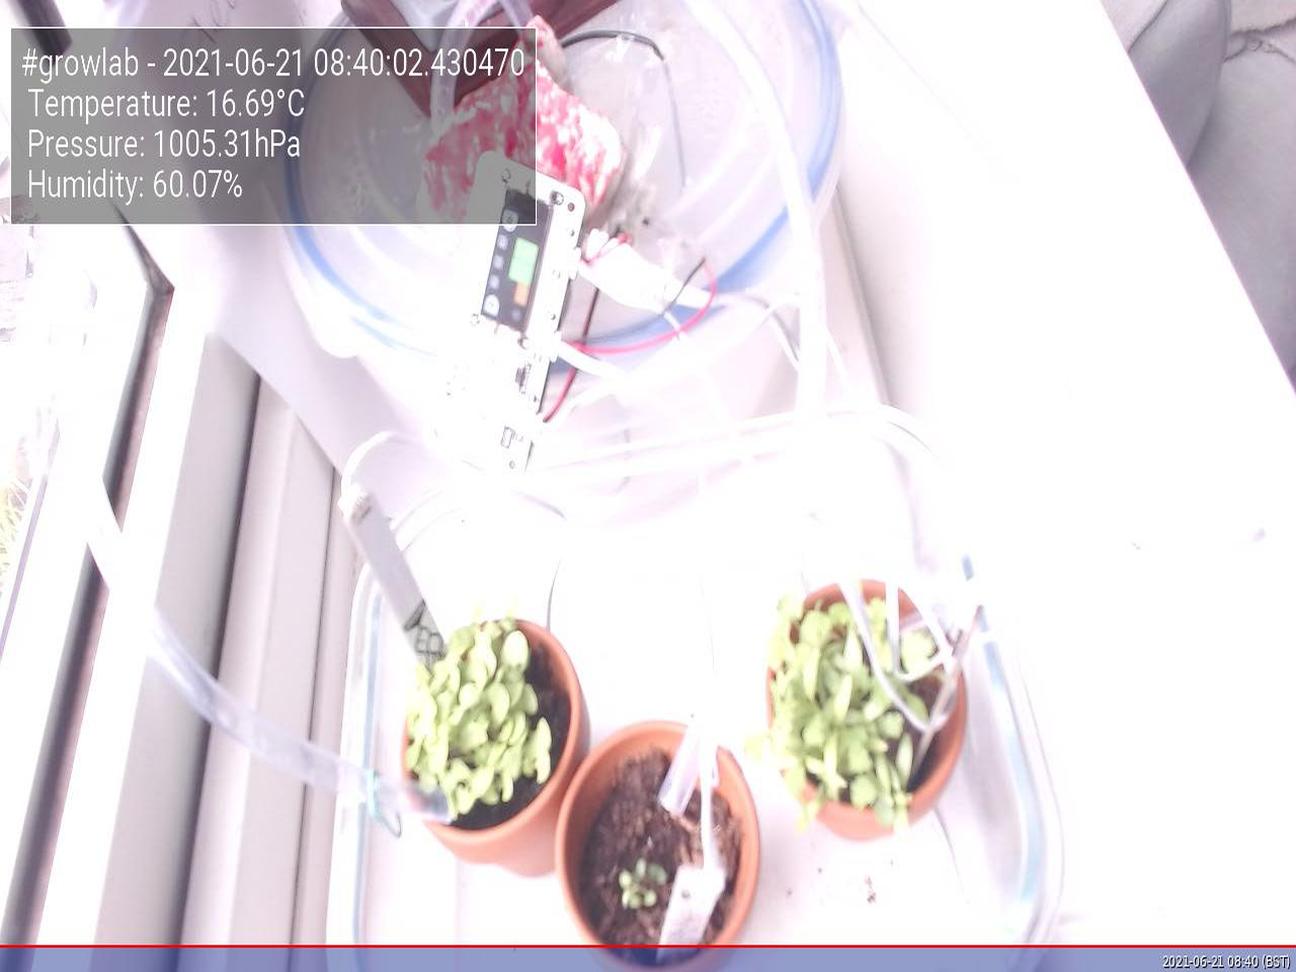 #growlab - 2021-06-21 08:40:02.430470
Temperature: 16.69°C
Pressure: 1005.31hPa
Humidity: 60.07%
2021-06-21 08:40 (BST)